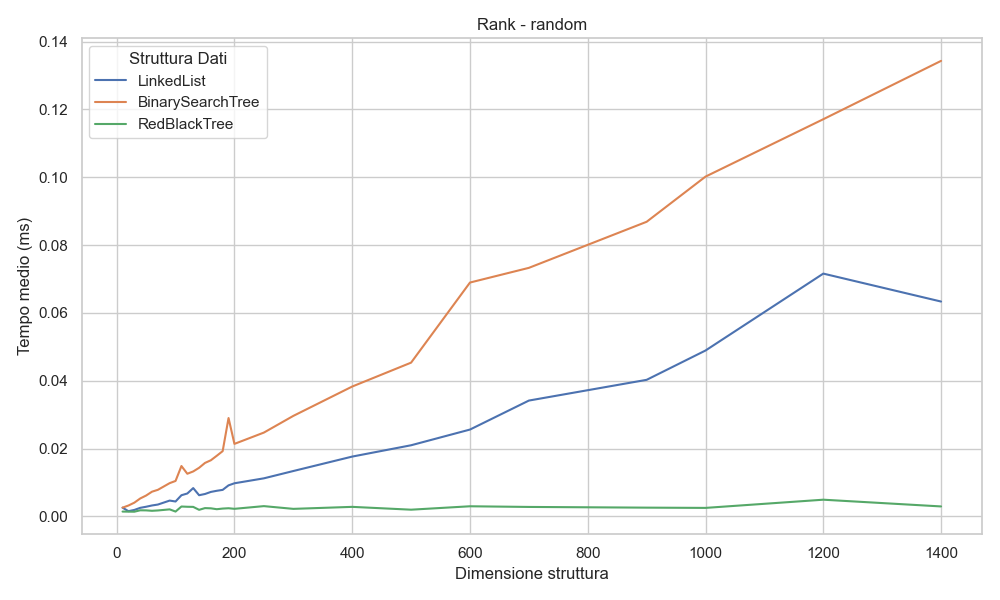 Rank - random
Struttura Dati
LinkedList
BinarySearchTree
RedBlackTree
Tempo medio (ms)
0.14
0.12
0.10
0.08
0.06
0.04
0.02
0.00
0 200 400 600 800 1000 1200 1400
Dimensione struttura